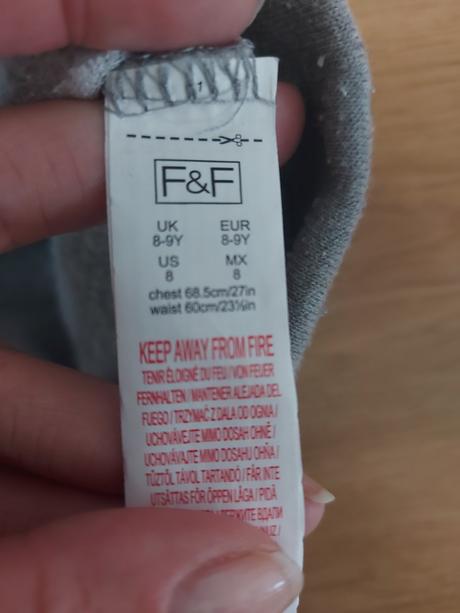 1
F&F
UK EUR
8-9Y 8-9Y
US MX
8 8
chest 68.5cm/27in
waist 60cm/23½in
KEEP AWAY FROM FIRE
TENIR ÉLOIGNÉ DU FEU / VON FEUER
FERNHALTEN / MANTENER ALEJADA DEL
FUEGO / TRZYMAĆ Z DALA OD OGNIA /
UCHOVÁVEJTE MIMO DOSAH OHNĚ /
UCHOVÁVAJTE MIMO DOSAHU OHŇA /
TŰZTŐL TÁVOL TARTANDÓ / FÅR INTE
UTSÄTTAS FÖR ÖPPEN LÅGA / PIDÄ
ВДАЛИ